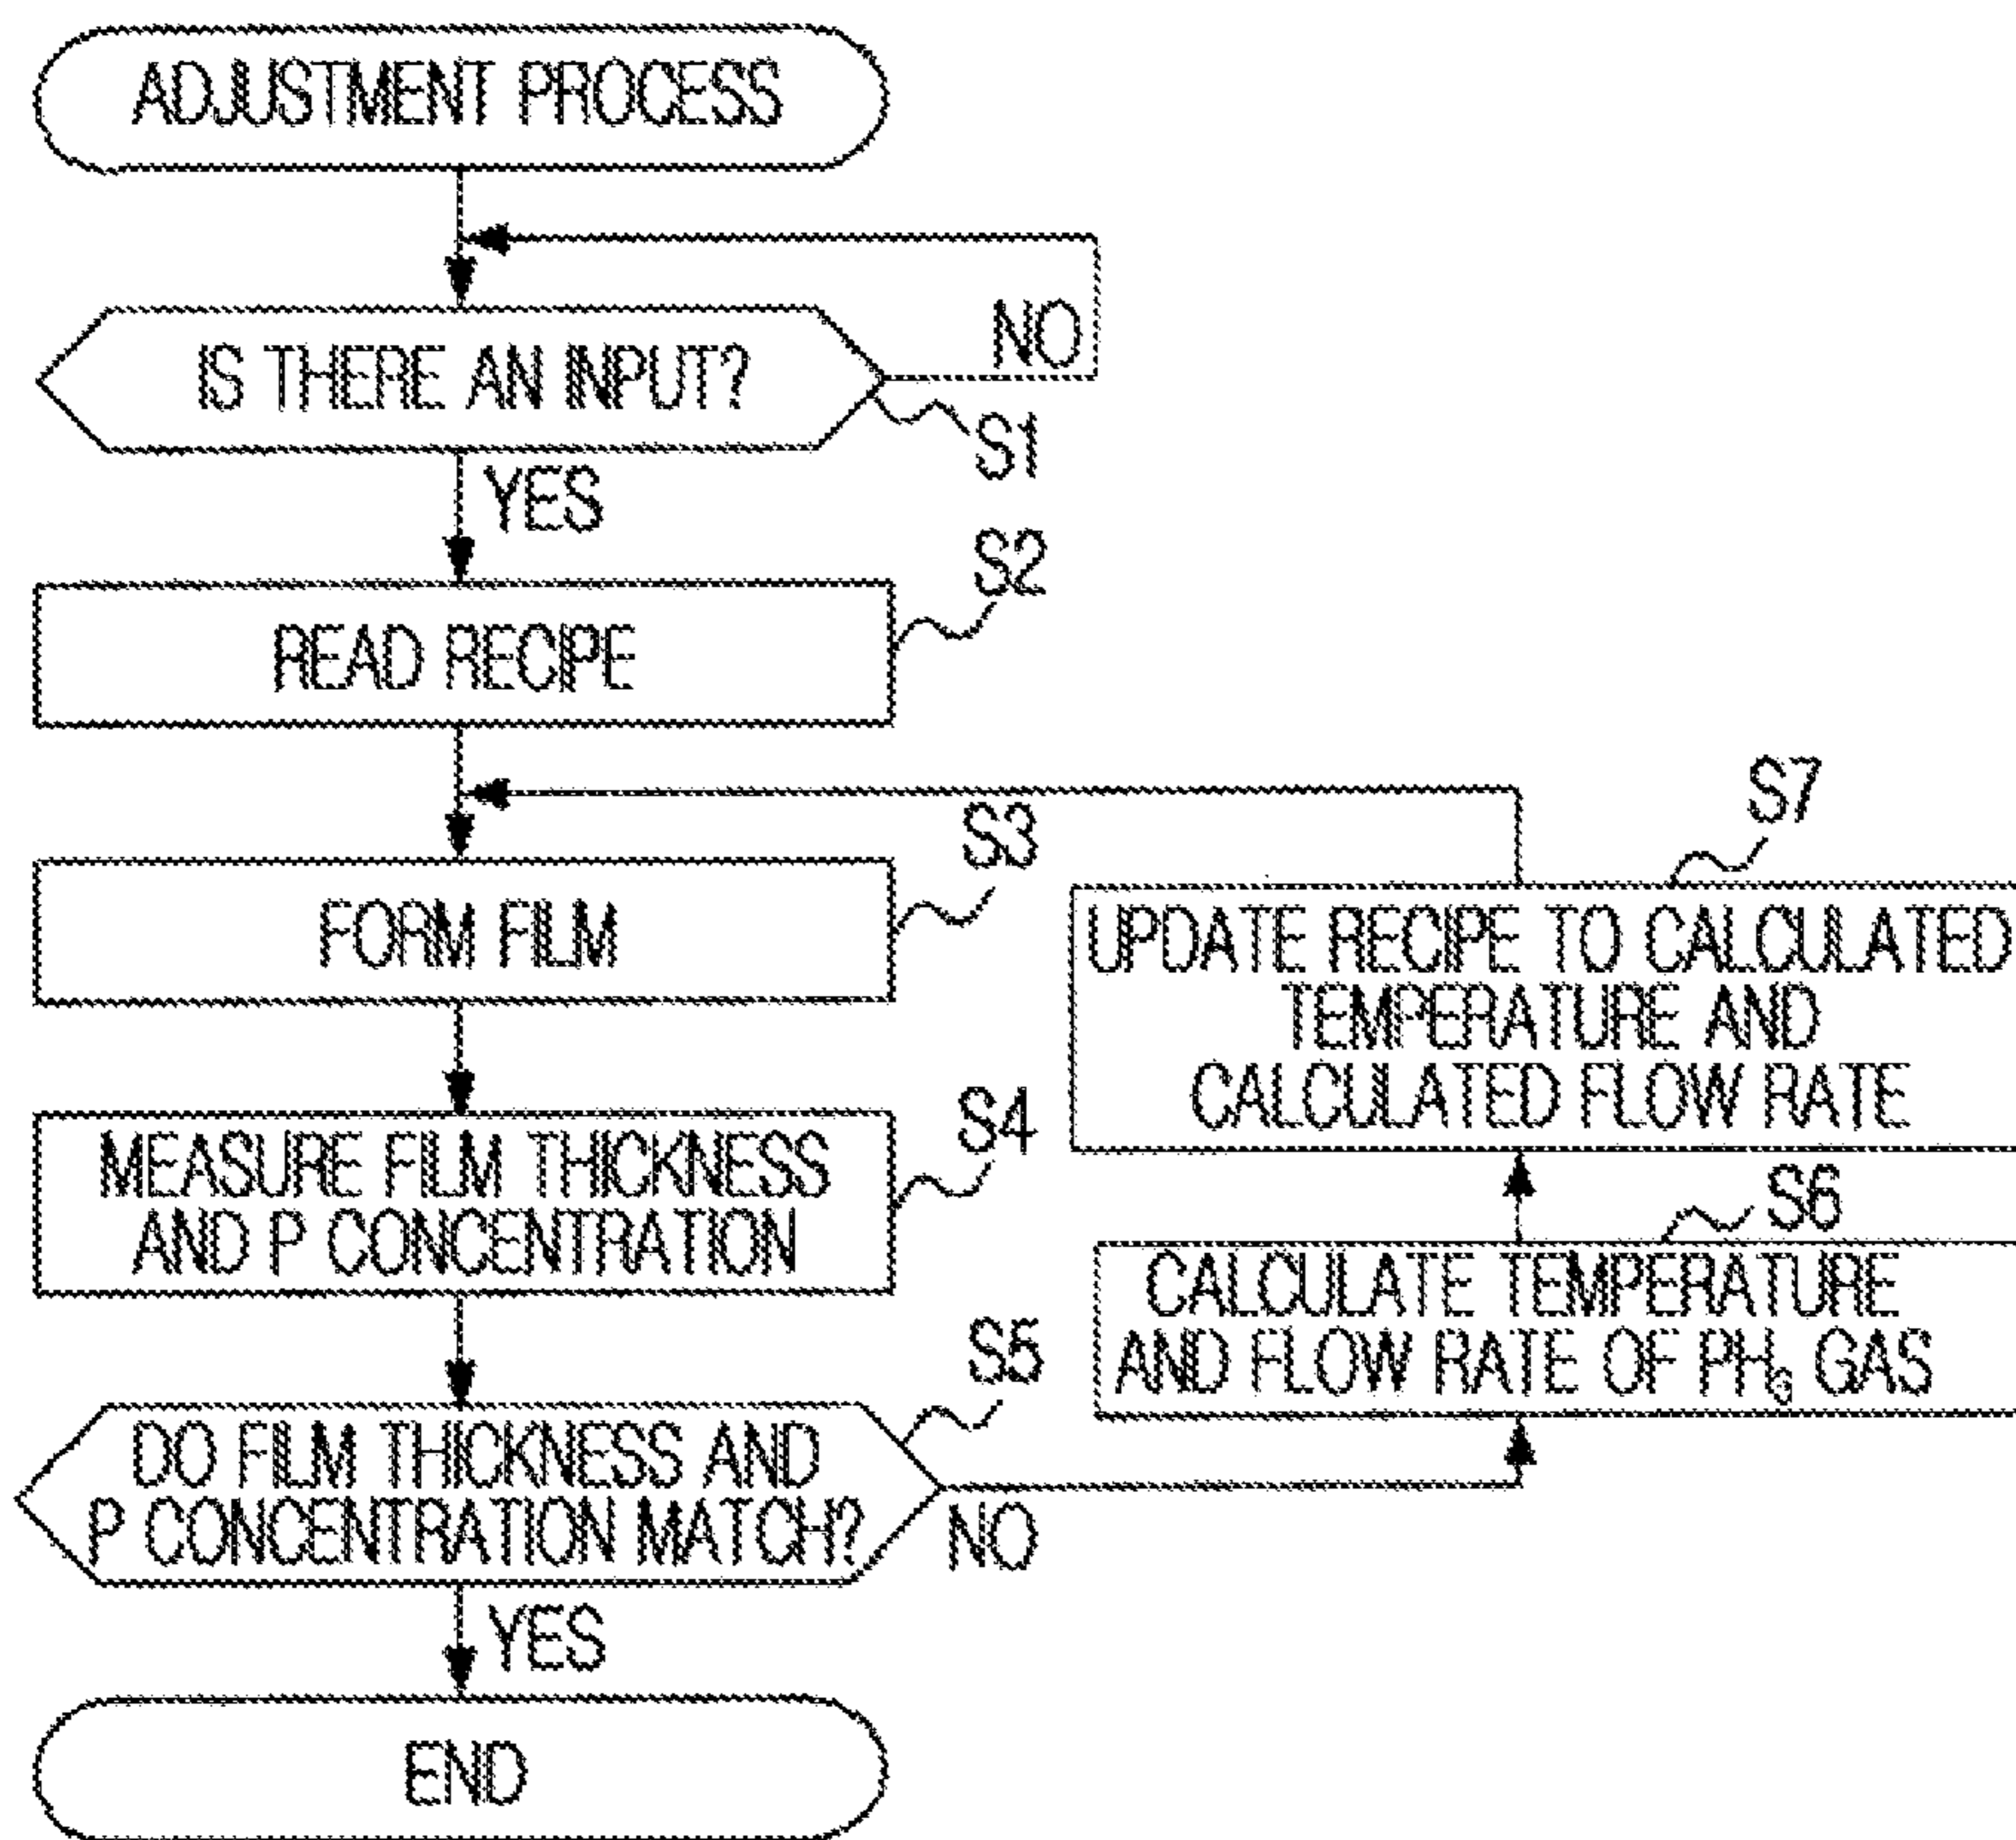 ADJUSTMENT PROCESS
IS THERE AN INPUT?
NO
S1
YES
S2
READ RECIPE
S3
FORM FILM
S4
MEASURE FILM THICKNESS
AND P CONCENTRATION
S5
DO FILM THICKNESS AND
P CONCENTRATION MATCH?
NO
YES
END
S6
CALCULATE TEMPERATURE
AND FLOW RATE OF PH₃ GAS
S7
UPDATE RECIPE TO CALCULATED
TEMPERATURE AND
CALCULATED FLOW RATE